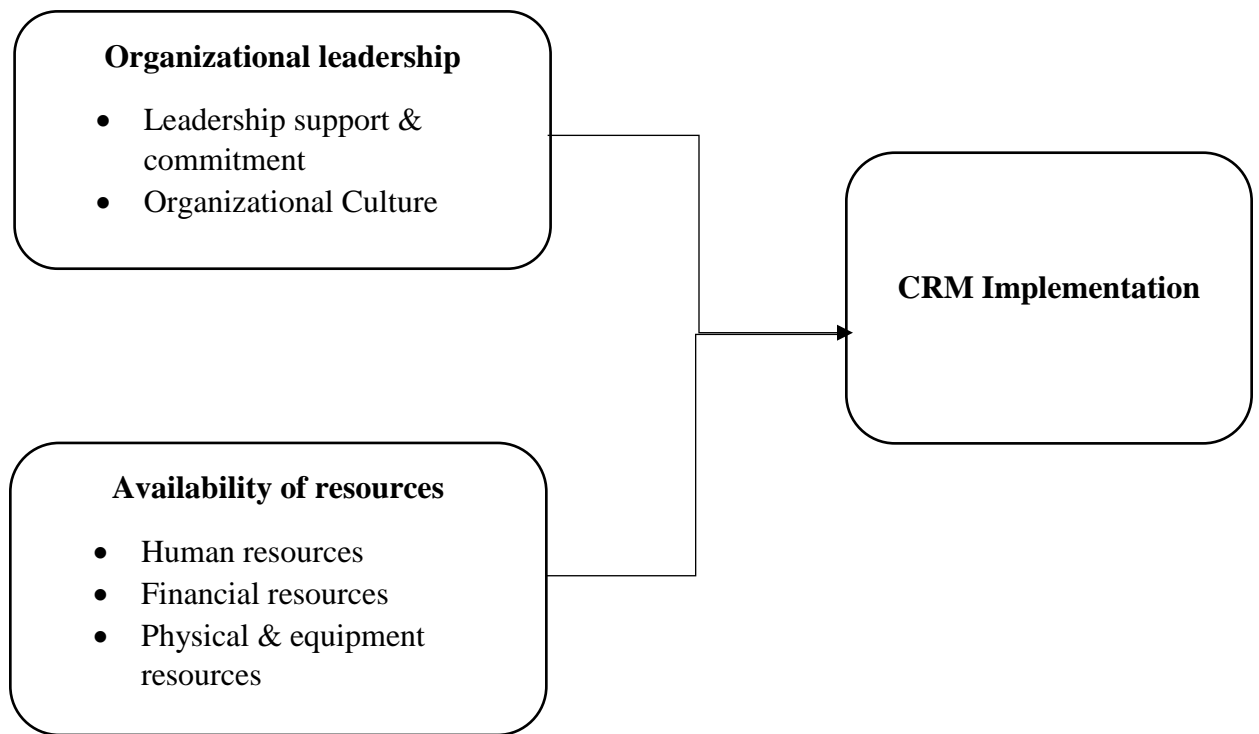 Organizational leadership
• Leadership support &
commitment
• Organizational Culture
CRM Implementation
Availability of resources
• Human resources
• Financial resources
• Physical & equipment
resources